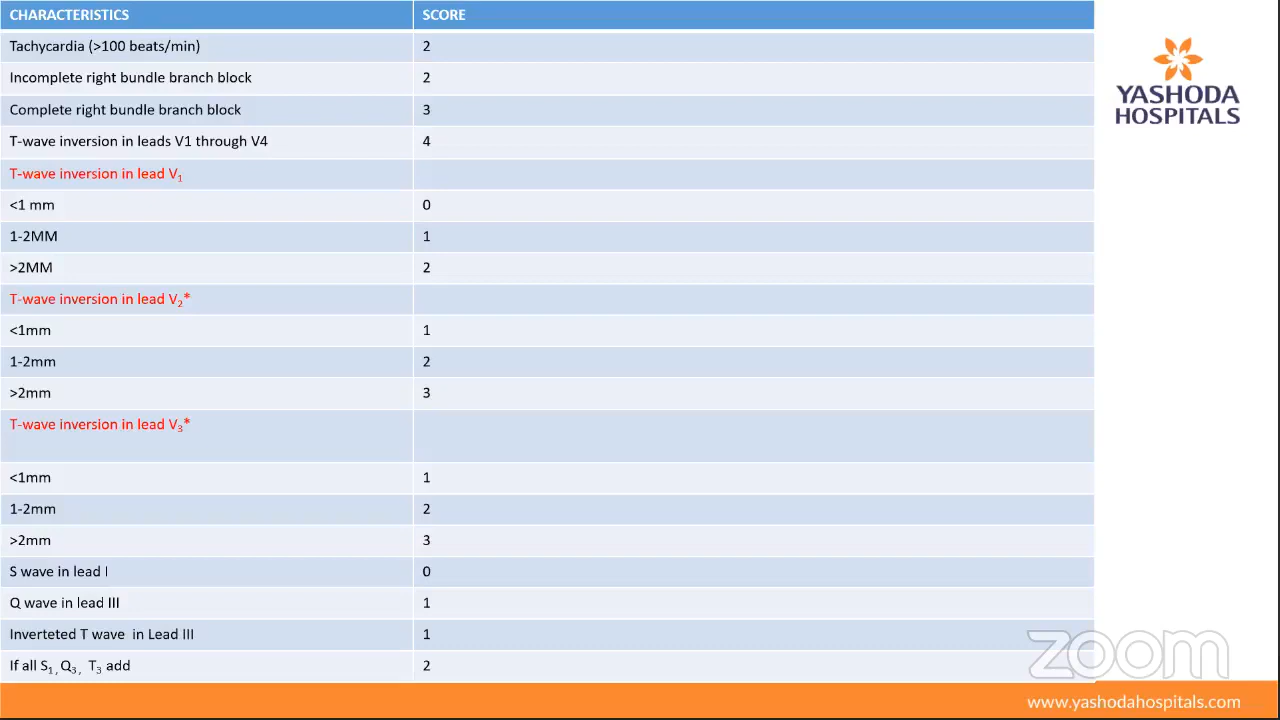 CHARACTERISTICS SCORE
Tachycardia (>100 beats/min) 2
Incomplete right bundle branch block 2
Complete right bundle branch block 3
T-wave inversion in leads V1 through V4 4
T-wave inversion in lead V₁
<1 mm 0
1-2MM 1
>2MM 2
T-wave inversion in lead V₂*
<1mm 1
1-2mm 2
>2mm 3
T-wave inversion in lead V₃*
<1mm 1
1-2mm 2
>2mm 3
S wave in lead I 0
Q wave in lead III 1
Inverteted T wave in Lead III 1
If all S₁, Q₃, T₃ add 2
YASHODA
HOSPITALS
zoom
www.yashodahospitals.com